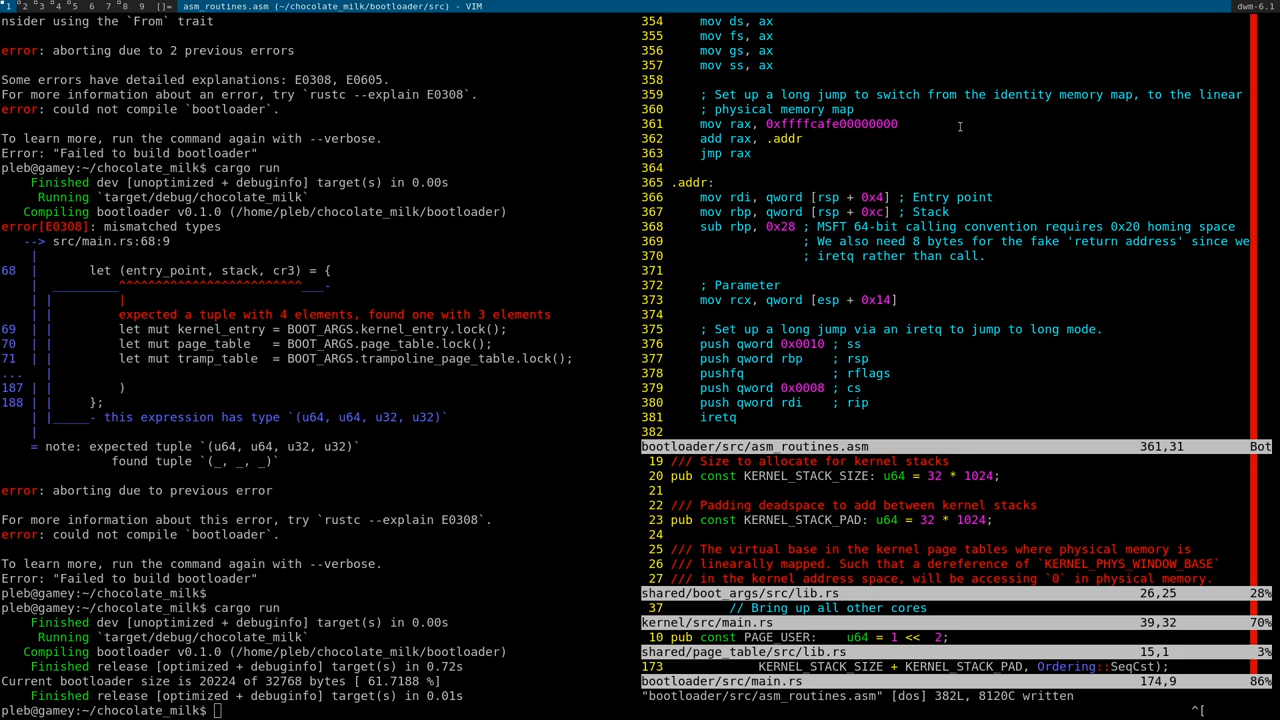 1 2 3 4 5 6 7 8 9 []= asm_routines.asm (~/chocolate_milk/bootloader/src) - VIM dwm-6.1
nsider using the `From` trait
error: aborting due to 2 previous errors
Some errors have detailed explanations: E0308, E0605.
For more information about an error, try `rustc --explain E0308`.
error: could not compile `bootloader`.
To learn more, run the command again with --verbose.
Error: "Failed to build bootloader"
pleb@gamey:~/chocolate_milk$ cargo run
Finished dev [unoptimized + debuginfo] target(s) in 0.00s
Running `target/debug/chocolate_milk`
Compiling bootloader v0.1.0 (/home/pleb/chocolate_milk/bootloader)
error[E0308]: mismatched types
--> src/main.rs:68:9
|
68 | let (entry_point, stack, cr3) = {
| _________^^^^^^^^^^^^^^^^^^^^^^^^^___-
| | |
| | expected a tuple with 4 elements, found one with 3 elements
69 | | let mut kernel_entry = BOOT_ARGS.kernel_entry.lock();
70 | | let mut page_table   = BOOT_ARGS.page_table.lock();
71 | | let mut tramp_table  = BOOT_ARGS.trampoline_page_table.lock();
... |
187 | | )
188 | | };
| |_____- this expression has type `(u64, u64, u32, u32)`
|
= note: expected tuple `(u64, u64, u32, u32)`
found tuple `(_, _, _)`
error: aborting due to previous error
For more information about this error, try `rustc --explain E0308`.
error: could not compile `bootloader`.
To learn more, run the command again with --verbose.
Error: "Failed to build bootloader"
pleb@gamey:~/chocolate_milk$
pleb@gamey:~/chocolate_milk$ cargo run
Finished dev [unoptimized + debuginfo] target(s) in 0.00s
Running `target/debug/chocolate_milk`
Compiling bootloader v0.1.0 (/home/pleb/chocolate_milk/bootloader)
Finished release [optimized + debuginfo] target(s) in 0.72s
Current bootloader size is 20224 of 32768 bytes [ 61.7188 %]
Finished release [optimized + debuginfo] target(s) in 0.01s
pleb@gamey:~/chocolate_milk$
354 mov ds, ax
355 mov fs, ax
356 mov gs, ax
357 mov ss, ax
358
359 ; Set up a long jump to switch from the identity memory map, to the linear
360 ; physical memory map
361 mov rax, 0xffffcafe00000000
362 add rax, .addr
363 jmp rax
364
365 .addr:
366 mov rdi, qword [rsp + 0x4] ; Entry point
367 mov rbp, qword [rsp + 0xc] ; Stack
368 sub rbp, 0x28 ; MSFT 64-bit calling convention requires 0x20 homing space
369 ; We also need 8 bytes for the fake 'return address' since we
370 ; iretq rather than call.
371
372 ; Parameter
373 mov rcx, qword [esp + 0x14]
374
375 ; Set up a long jump via an iretq to jump to long mode.
376 push qword 0x0010 ; ss
377 push qword rbp    ; rsp
378 pushfq            ; rflags
379 push qword 0x0008 ; cs
380 push qword rdi    ; rip
381 iretq
382
bootloader/src/asm_routines.asm 361,31 Bot
19 /// Size to allocate for kernel stacks
20 pub const KERNEL_STACK_SIZE: u64 = 32 * 1024;
21
22 /// Padding deadspace to add between kernel stacks
23 pub const KERNEL_STACK_PAD: u64 = 32 * 1024;
24
25 /// The virtual base in the kernel page tables where physical memory is
26 /// linearally mapped. Such that a dereference of `KERNEL_PHYS_WINDOW_BASE`
27 /// in the kernel address space, will be accessing `0` in physical memory.
shared/boot_args/src/lib.rs 26,25 28%
37 // Bring up all other cores
kernel/src/main.rs 39,32 70%
10 pub const PAGE_USER:    u64 = 1 <<  2;
shared/page_table/src/lib.rs 15,1 3%
173 KERNEL_STACK_SIZE + KERNEL_STACK_PAD, Ordering::SeqCst);
bootloader/src/main.rs 174,9 86%
"bootloader/src/asm_routines.asm" [dos] 382L, 8120C written
^[